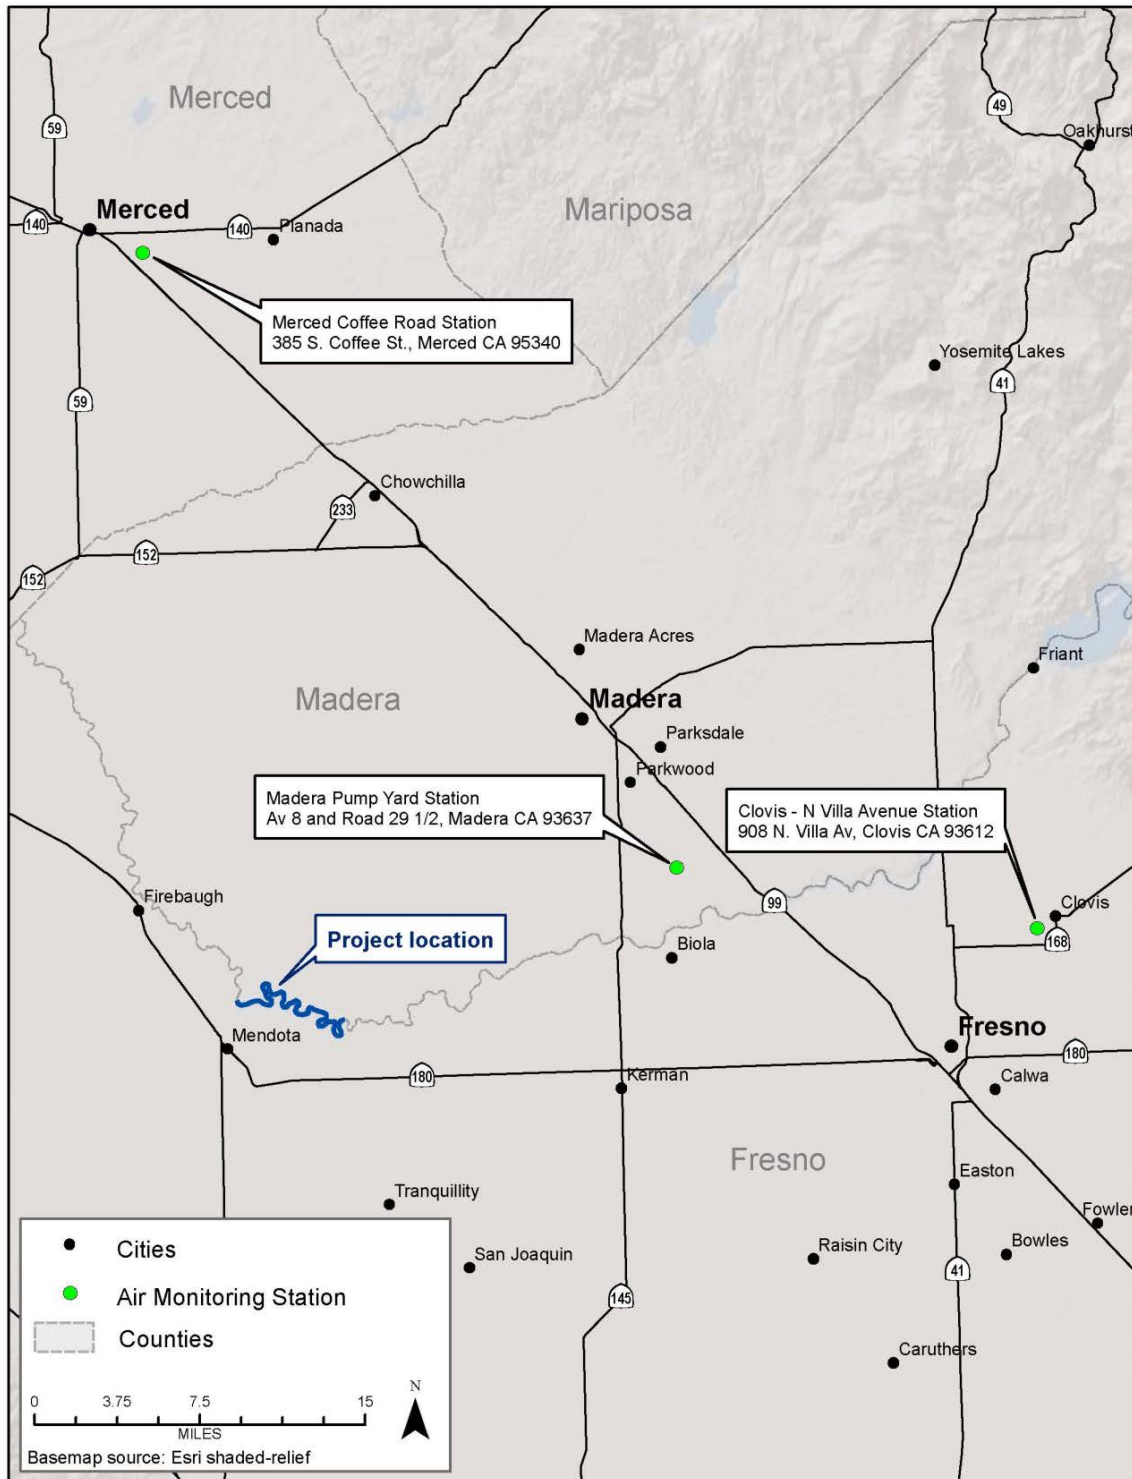 Merced
49
Oakhurst
59
Mariposa
Merced
140
140
Planada
Merced Coffee Road Station
385 S. Coffee St., Merced CA 95340
Yosemite Lakes
41
59
Chowchilla
233
152
152
Madera Acres
Friant
Madera
Madera
Parksdale
Parkwood
Madera Pump Yard Station
Av 8 and Road 29 1/2, Madera CA 93637
Clovis - N Villa Avenue Station
908 N. Villa Av, Clovis CA 93612
Firebaugh
99
Clovis
168
Project location
Biola
Fresno
Mendota
180
180
Kerman
Calwa
Fresno
Easton
Tranquillity
Fowler
San Joaquin
Raisin City
Bowles
41
145
Caruthers
Cities
Air Monitoring Station
Counties
0 3.75 7.5 15
MILES
N
Basemap source: Esri shaded-relief